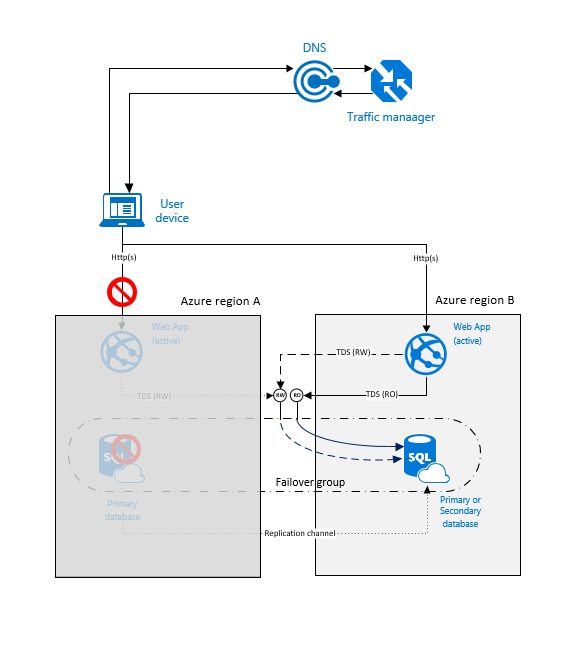 DNS
Traffic manaager
User
device
Http(s)
Http(s)
Azure region A
Azure region B
Web App
(active)
Web App
(active)
TDS (RW)
TDS (RW)
TDS (RO)
RW
RO
SQL
SQL
Failover group
Primary
database
Primary or
Secondary
database
Replication channel